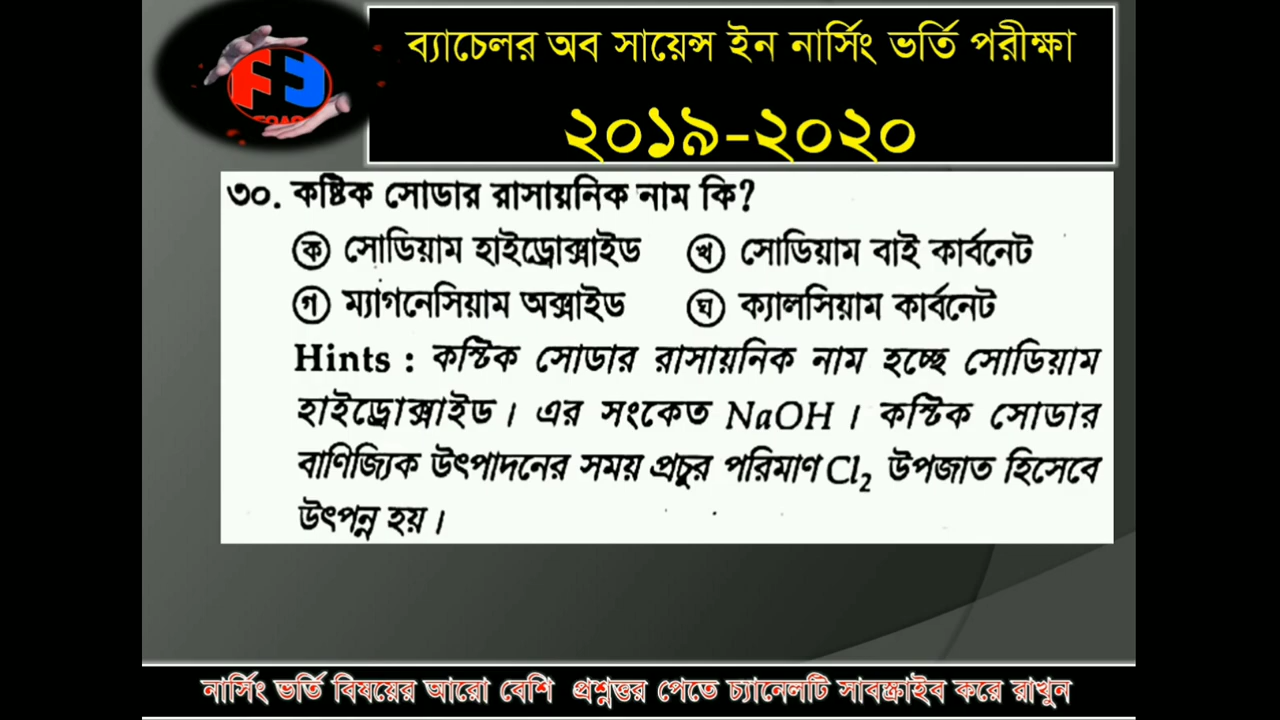 ব্যাচেলর অব সায়েন্স ইন নার্সিং ভর্তি পরীক্ষা
২০১৯-২০২০
৩০. কষ্টিক সোডার রাসায়নিক নাম কি?
ক সোডিয়াম হাইড্রোক্সাইড খ সোডিয়াম বাই কার্বনেট
গ ম্যাগনেসিয়াম অক্সাইড ঘ ক্যালসিয়াম কার্বনেট
Hints : কস্টিক সোডার রাসায়নিক নাম হচ্ছে সোডিয়াম
হাইড্রোক্সাইড। এর সংকেত NaOH । কস্টিক সোডার
বাণিজ্যিক উৎপাদনের সময় প্রচুর পরিমাণ Cl₂ উপজাত হিসেবে
উৎপন্ন হয়।
নার্সিং ভর্তি বিষয়ের আরো বেশি প্রশ্নত্তর পেতে চ্যানেলটি সাবস্ক্রাইব করে রাখুন